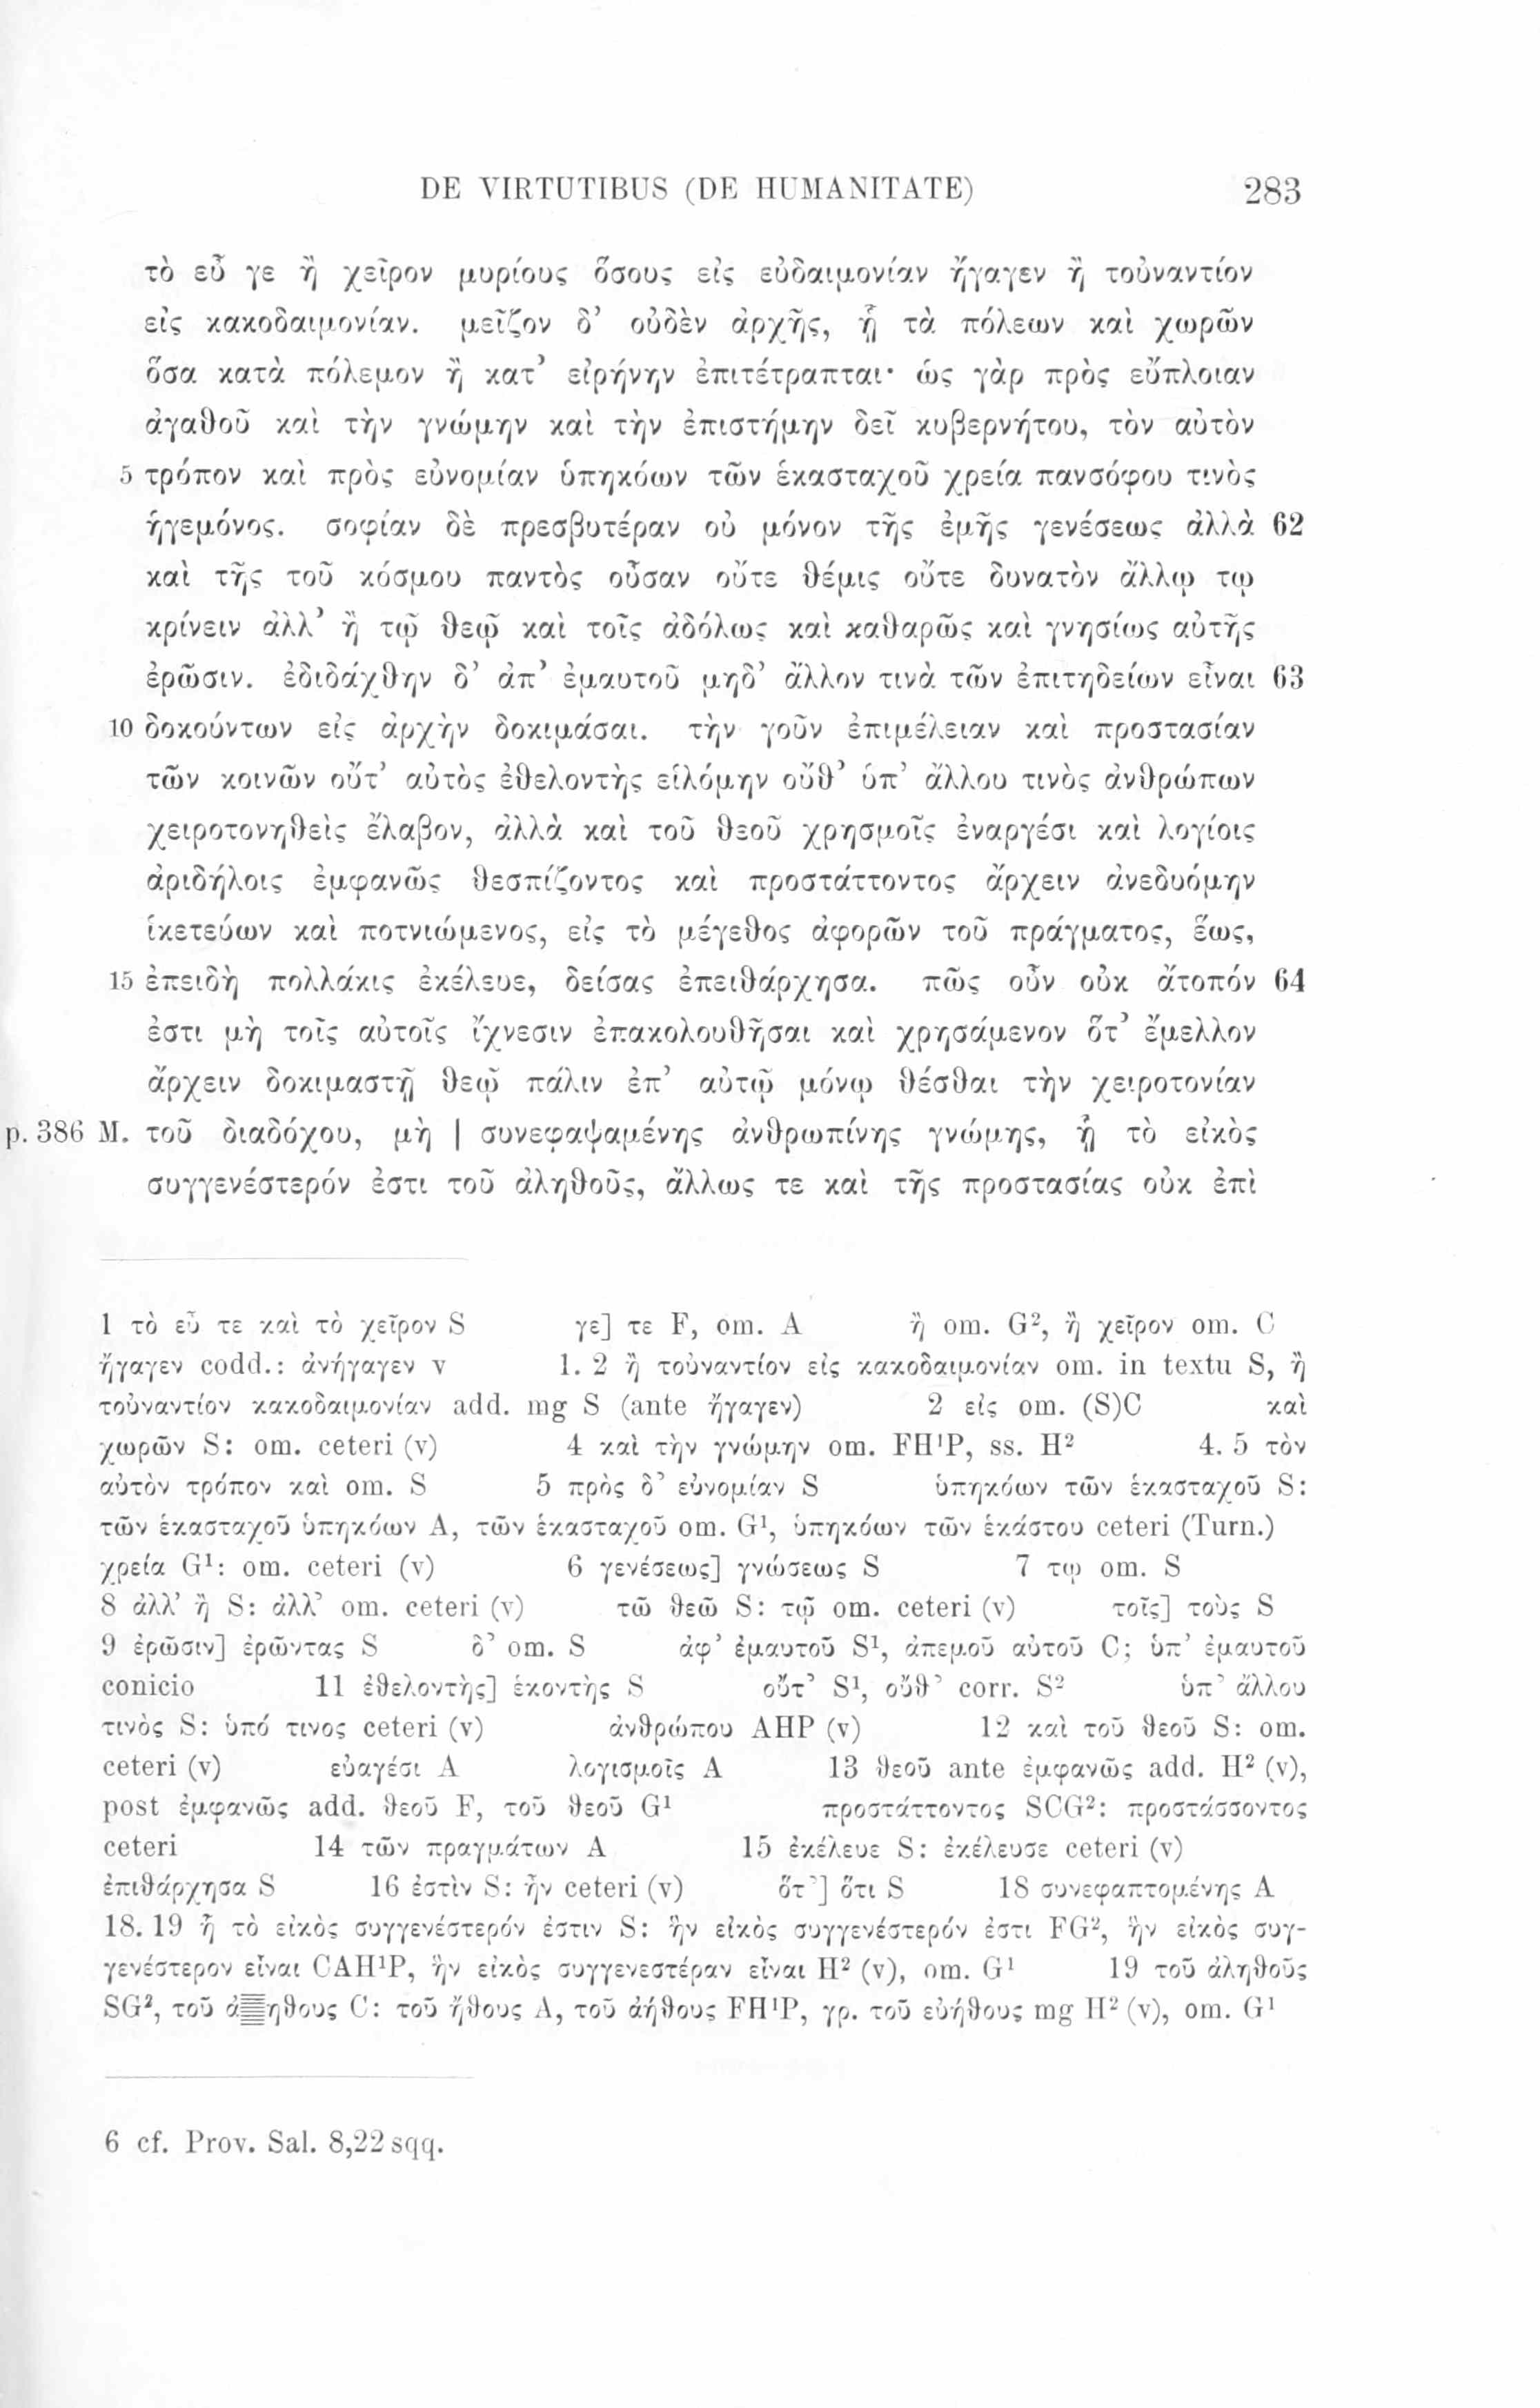 DE VIRTUTIBUS (DE HUMANITATE) 283
τὸ εὖ γε ἢ χεῖρον μυρίους ὅσους εἰς εὐδαιμονίαν ἤγαγεν ἢ τοὐναντίον
εἰς κακοδαιμονίαν. μεῖζον δ’ οὐδὲν ἀρχῆς, ᾗ τὰ πόλεων καὶ χωρῶν
ὅσα κατὰ πόλεμον ἢ κατ’ εἰρήνην ἐπιτέτραπται· ὡς γὰρ πρὸς εὔπλοιαν
ἀγαθοῦ καὶ τὴν γνώμην καὶ τὴν ἐπιστήμην δεῖ κυβερνήτου, τὸν αὐτὸν
5 τρόπον καὶ πρὸς εὐνομίαν ὑπηκόων τῶν ἑκασταχοῦ χρεία πανσόφου τινὸς
ἡγεμόνος. σοφίαν δὲ πρεσβυτέραν οὐ μόνον τῆς ἐμῆς γενέσεως ἀλλὰ 62
καὶ τῆς τοῦ κόσμου παντὸς οὖσαν οὔτε θέμις οὔτε δυνατὸν ἄλλῳ τῳ
κρίνειν ἀλλ’ ἢ τῷ θεῷ καὶ τοῖς ἀδόλως καὶ καθαρῶς καὶ γνησίως αὐτῆς
ἐρῶσιν. ἐδιδάχθην δ’ ἀπ’ ἐμαυτοῦ μηδ’ ἄλλον τινὰ τῶν ἐπιτηδείων εἶναι 63
10 δοκούντων εἰς ἀρχὴν δοκιμάσαι. τὴν γοῦν ἐπιμέλειαν καὶ προστασίαν
τῶν κοινῶν οὔτ’ αὐτὸς ἐθελοντὴς εἱλόμην οὔθ’ ὑπ’ ἄλλου τινὸς ἀνθρώπων
χειροτονηθεὶς ἔλαβον, ἀλλὰ καὶ τοῦ θεοῦ χρησμοῖς ἐναργέσι καὶ λογίοις
ἀριδήλοις ἐμφανῶς θεσπίζοντος καὶ προστάττοντος ἄρχειν ἀνεδυόμην
ἱκετεύων καὶ ποτνιώμενος, εἰς τὸ μέγεθος ἀφορῶν τοῦ πράγματος, ἕως,
15 ἐπειδὴ πολλάκις ἐκέλευε, δείσας ἐπειθάρχησα. πῶς οὖν οὐκ ἄτοπόν 64
ἐστι μὴ τοῖς αὐτοῖς ἴχνεσιν ἐπακολουθῆσαι καὶ χρησάμενον ὅτ’ ἔμελλον
ἄρχειν δοκιμαστῇ θεῷ πάλιν ἐπ’ αὐτῷ μόνῳ θέσθαι τὴν χειροτονίαν
p. 386 M. τοῦ διαδόχου, μὴ | συνεφαψαμένης ἀνθρωπίνης γνώμης, ᾗ τὸ εἰκὸς
συγγενέστερόν ἐστι τοῦ ἀληθοῦς, ἄλλως τε καὶ τῆς προστασίας οὐκ ἐπὶ
1 τὸ εὖ τε καὶ τὸ χεῖρον S γε] τε F, om. A ἢ om. G², ἢ χεῖρον om. C
ἤγαγεν codd.: ἀνήγαγεν v 1. 2 ἢ τοὐναντίον εἰς κακοδαιμονίαν om. in textu S, ἢ
τοὐναντίον κακοδαιμονίαν add. mg S (ante ἤγαγεν) 2 εἰς om. (S)C καὶ
χωρῶν S: om. ceteri (v) 4 καὶ τὴν γνώμην om. FH¹P, ss. H² 4. 5 τὸν
αὐτὸν τρόπον καὶ om. S 5 πρὸς δ’ εὐνομίαν S ὑπηκόων τῶν ἑκασταχοῦ S:
τῶν ἑκασταχοῦ ὑπηκόων A, τῶν ἑκασταχοῦ om. G¹, ὑπηκόων τῶν ἑκάστου ceteri (Turn.)
χρεία G¹: om. ceteri (v) 6 γενέσεως] γνώσεως S 7 τῳ om. S
8 ἀλλ’ ἢ S: ἀλλ’ om. ceteri (v) τῶ θεῶ S: τῷ om. ceteri (v) τοῖς] τοὺς S
9 ἐρῶσιν] ἐρῶντας S δ’ om. S ἀφ’ ἐμαυτοῦ S¹, ἀπεμοῦ αὐτοῦ C; ὑπ’ ἐμαυτοῦ
conicio 11 ἐθελοντὴς] ἑκοντὴς S οὔτ’ S¹, οὔθ’ corr. S² ὑπ’ ἄλλου
τινὸς S: ὑπό τινος ceteri (v) ἀνθρώπου AHP (v) 12 καὶ τοῦ θεοῦ S: om.
ceteri (v) εὐαγέσι A λογισμοῖς A 13 θεοῦ ante ἐμφανῶς add. H² (v),
post ἐμφανῶς add. θεοῦ F, τοῦ θεοῦ G¹ προστάττοντος SCG²: προστάσσοντος
ceteri 14 τῶν πραγμάτων A 15 ἐκέλευε S: ἐκέλευσε ceteri (v)
ἐπιθάρχησα S 16 ἐστὶν S: ἦν ceteri (v) ὅτ’] ὅτι S 18 συνεφαπτομένης A
18. 19 ἦ τὸ εἰκὸς συγγενέστερόν ἐστιν S: ἣν εἰκὸς συγγενέστερόν ἐστι FG², ἣν εἰκὸς συγ-
γενέστερον εἶναι CAH¹P, ἣν εἰκὸς συγγενεστέραν εἶναι H² (v), om. G¹ 19 τοῦ ἀληθοῦς
SG², τοῦ ἀ ηθους C: τοῦ ἤθους A, τοῦ ἀήθους FH¹P, γρ. τοῦ εὐήθους mg H² (v), om. G¹
6 cf. Prov. Sal. 8,22 sqq.